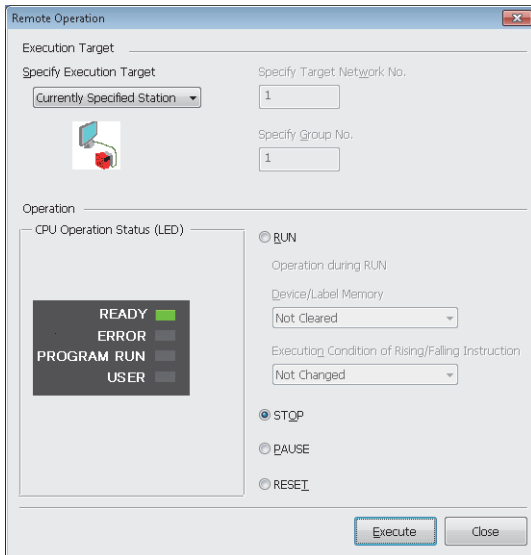 Remote Operation
Execution Target
Specify Execution Target
Currently Specified Station
Specify Target Network No.
1
Specify Group No.
1
Operation
CPU Operation Status (LED)
READY
ERROR
PROGRAM RUN
USER
RUN
Operation during RUN
Device/Label Memory
Not Cleared
Execution Condition of Rising/Falling Instruction
Not Changed
STOP
PAUSE
RESET
Execute
Close